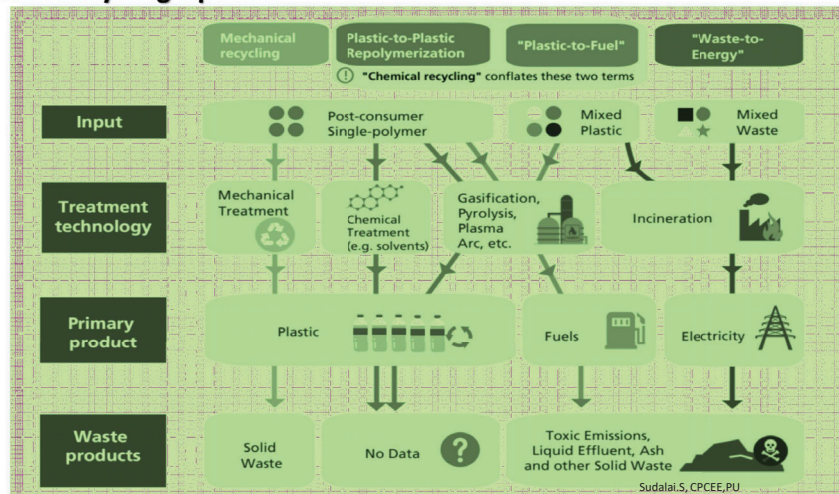 Mechanical
recycling
Plastic-to-Plastic
Repolymerization
"Plastic-to-Fuel"
"Waste-to-
Energy"
! "Chemical recycling" conflates these two terms
Input
Post-consumer
Single-polymer
Mixed
Plastic
Mixed
Waste
Treatment
technology
Mechanical
Treatment
Chemical
Treatment
(e.g. solvents)
Gasification,
Pyrolysis,
Plasma
Arc, etc.
Incineration
Primary
product
Plastic
Fuels
Electricity
Waste
products
Solid
Waste
No Data
?
Toxic Emissions,
Liquid Effluent, Ash
and other Solid Waste
Sudalai.S, CPCEE,PU